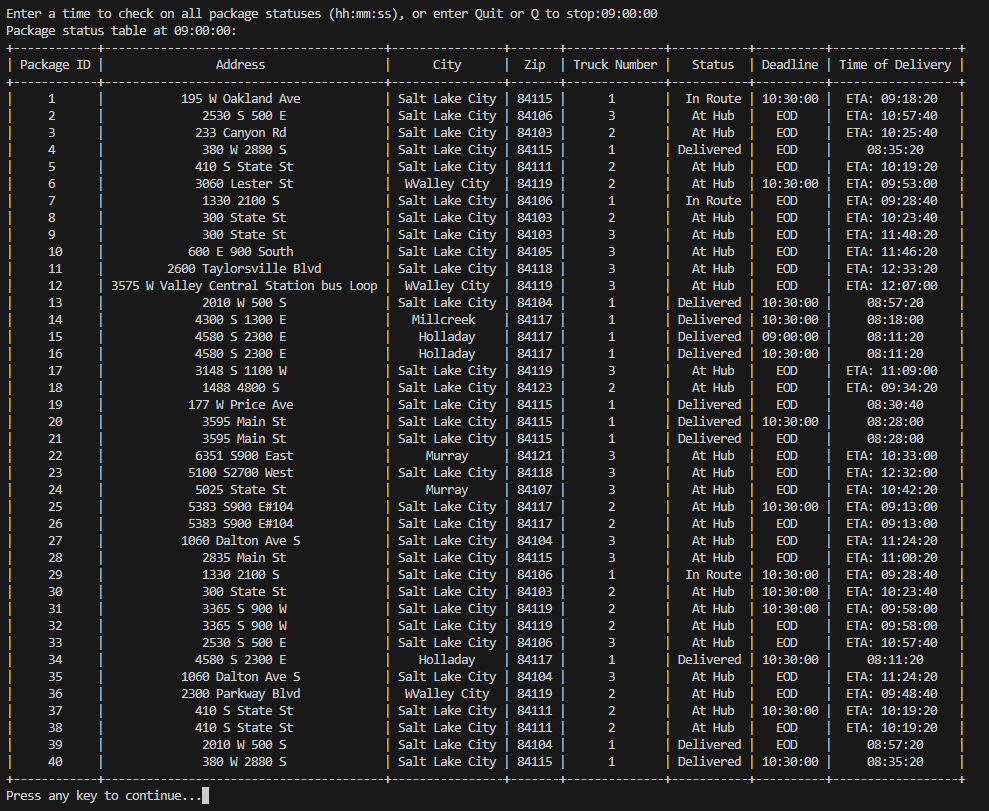 Enter a time to check on all package statuses (hh:mm:ss), or enter Quit or Q to stop:09:00:00
Package status table at 09:00:00:
+------------+----------------------------------------+----------------+-------+--------------+-----------+----------+------------------+
| Package ID | Address | City | Zip | Truck Number | Status | Deadline | Time of Delivery |
+------------+----------------------------------------+----------------+-------+--------------+-----------+----------+------------------+
| 1 | 195 W Oakland Ave | Salt Lake City | 84115 | 1 | In Route | 10:30:00 | ETA: 09:18:20 |
| 2 | 2530 S 500 E | Salt Lake City | 84106 | 3 | At Hub | EOD | ETA: 10:57:40 |
| 3 | 233 Canyon Rd | Salt Lake City | 84103 | 2 | At Hub | EOD | ETA: 10:25:40 |
| 4 | 380 W 2880 S | Salt Lake City | 84115 | 1 | Delivered | EOD | 08:35:20 |
| 5 | 410 S State St | Salt Lake City | 84111 | 2 | At Hub | EOD | ETA: 10:19:20 |
| 6 | 3060 Lester St | WValley City | 84119 | 2 | At Hub | 10:30:00 | ETA: 09:53:00 |
| 7 | 1330 2100 S | Salt Lake City | 84106 | 1 | In Route | EOD | ETA: 09:28:40 |
| 8 | 300 State St | Salt Lake City | 84103 | 2 | At Hub | EOD | ETA: 10:23:40 |
| 9 | 300 State St | Salt Lake City | 84103 | 3 | At Hub | EOD | ETA: 11:40:20 |
| 10 | 600 E 900 South | Salt Lake City | 84105 | 3 | At Hub | EOD | ETA: 11:46:20 |
| 11 | 2600 Taylorsville Blvd | Salt Lake City | 84118 | 3 | At Hub | EOD | ETA: 12:33:20 |
| 12 | 3575 W Valley Central Station bus Loop | WValley City | 84119 | 3 | At Hub | EOD | ETA: 12:07:00 |
| 13 | 2010 W 500 S | Salt Lake City | 84104 | 1 | Delivered | 10:30:00 | 08:57:20 |
| 14 | 4300 S 1300 E | Millcreek | 84117 | 1 | Delivered | 10:30:00 | 08:18:00 |
| 15 | 4580 S 2300 E | Holladay | 84117 | 1 | Delivered | 09:00:00 | 08:11:20 |
| 16 | 4580 S 2300 E | Holladay | 84117 | 1 | Delivered | 10:30:00 | 08:11:20 |
| 17 | 3148 S 1100 W | Salt Lake City | 84119 | 3 | At Hub | EOD | ETA: 11:09:00 |
| 18 | 1488 4800 S | Salt Lake City | 84123 | 2 | At Hub | EOD | ETA: 09:34:20 |
| 19 | 177 W Price Ave | Salt Lake City | 84115 | 1 | Delivered | EOD | 08:30:40 |
| 20 | 3595 Main St | Salt Lake City | 84115 | 1 | Delivered | 10:30:00 | 08:28:00 |
| 21 | 3595 Main St | Salt Lake City | 84115 | 1 | Delivered | EOD | 08:28:00 |
| 22 | 6351 S900 East | Murray | 84121 | 3 | At Hub | EOD | ETA: 10:33:00 |
| 23 | 5100 S2700 West | Salt Lake City | 84118 | 3 | At Hub | EOD | ETA: 12:32:00 |
| 24 | 5025 State St | Murray | 84107 | 3 | At Hub | EOD | ETA: 10:42:20 |
| 25 | 5383 S900 E#104 | Salt Lake City | 84117 | 2 | At Hub | 10:30:00 | ETA: 09:13:00 |
| 26 | 5383 S900 E#104 | Salt Lake City | 84117 | 2 | At Hub | EOD | ETA: 09:13:00 |
| 27 | 1060 Dalton Ave S | Salt Lake City | 84104 | 3 | At Hub | EOD | ETA: 11:24:20 |
| 28 | 2835 Main St | Salt Lake City | 84115 | 3 | At Hub | EOD | ETA: 11:00:20 |
| 29 | 1330 2100 S | Salt Lake City | 84106 | 1 | In Route | 10:30:00 | ETA: 09:28:40 |
| 30 | 300 State St | Salt Lake City | 84103 | 2 | At Hub | 10:30:00 | ETA: 10:23:40 |
| 31 | 3365 S 900 W | Salt Lake City | 84119 | 2 | At Hub | 10:30:00 | ETA: 09:58:00 |
| 32 | 3365 S 900 W | Salt Lake City | 84119 | 2 | At Hub | EOD | ETA: 09:58:00 |
| 33 | 2530 S 500 E | Salt Lake City | 84106 | 3 | At Hub | EOD | ETA: 10:57:40 |
| 34 | 4580 S 2300 E | Holladay | 84117 | 1 | Delivered | 10:30:00 | 08:11:20 |
| 35 | 1060 Dalton Ave S | Salt Lake City | 84104 | 3 | At Hub | EOD | ETA: 11:24:20 |
| 36 | 2300 Parkway Blvd | WValley City | 84119 | 2 | At Hub | EOD | ETA: 09:48:40 |
| 37 | 410 S State St | Salt Lake City | 84111 | 2 | At Hub | 10:30:00 | ETA: 10:19:20 |
| 38 | 410 S State St | Salt Lake City | 84111 | 2 | At Hub | EOD | ETA: 10:19:20 |
| 39 | 2010 W 500 S | Salt Lake City | 84104 | 1 | Delivered | EOD | 08:57:20 |
| 40 | 380 W 2880 S | Salt Lake City | 84115 | 1 | Delivered | 10:30:00 | 08:35:20 |
+------------+----------------------------------------+----------------+-------+--------------+-----------+----------+------------------+
Press any key to continue...